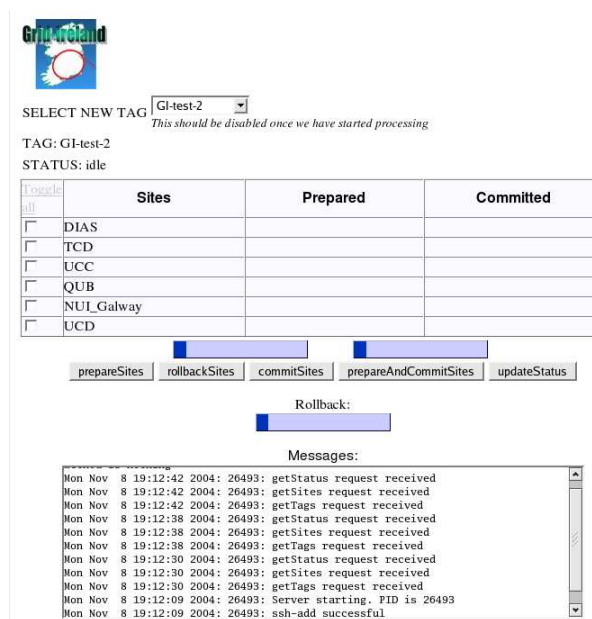 Grid-Ireland
SELECT NEW TAG GI-test-2
This should be disabled once we have started processing
TAG: GI-test-2
STATUS: idle
Toggle all Sites Prepared Committed
DIAS
TCD
UCC
QUB
NUI_Galway
UCD
prepareSites rollbackSites commitSites prepareAndCommitSites updateStatus
Rollback:
Messages:
Mon Nov  8 19:12:42 2004: 26493: getStatus request received
Mon Nov  8 19:12:42 2004: 26493: getSites request received
Mon Nov  8 19:12:42 2004: 26493: getTags request received
Mon Nov  8 19:12:38 2004: 26493: getStatus request received
Mon Nov  8 19:12:38 2004: 26493: getSites request received
Mon Nov  8 19:12:38 2004: 26493: getTags request received
Mon Nov  8 19:12:30 2004: 26493: getStatus request received
Mon Nov  8 19:12:30 2004: 26493: getSites request received
Mon Nov  8 19:12:30 2004: 26493: getTags request received
Mon Nov  8 19:12:09 2004: 26493: Server starting. PID is 26493
Mon Nov  8 19:12:09 2004: 26493: ssh-add successful